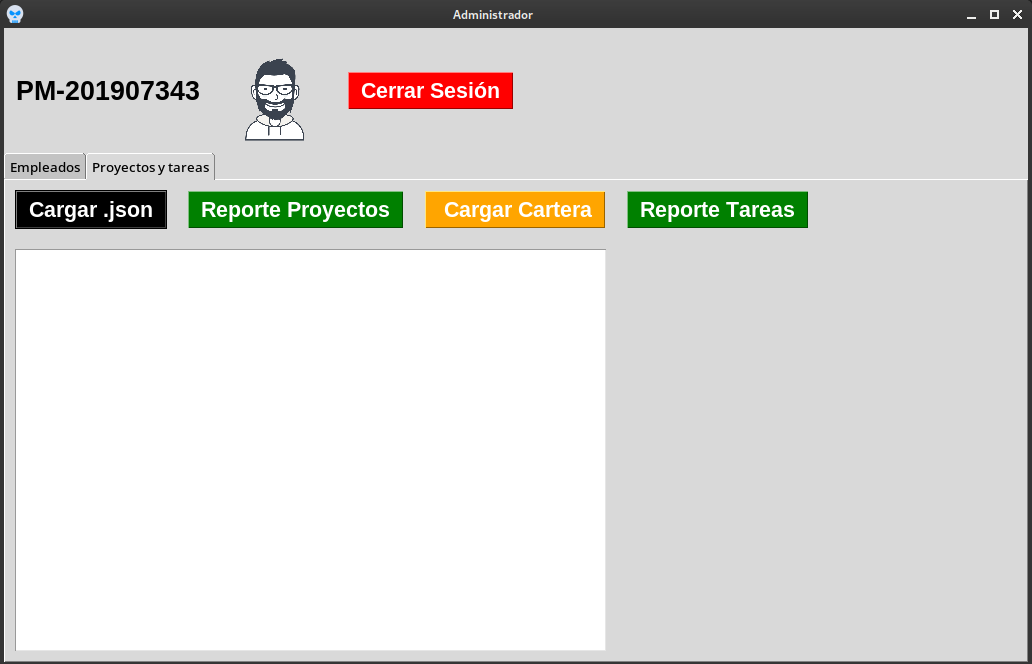 Administrador
PM-201907343
Cerrar Sesión
Empleados
Proyectos y tareas
Cargar .json
Reporte Proyectos
Cargar Cartera
Reporte Tareas